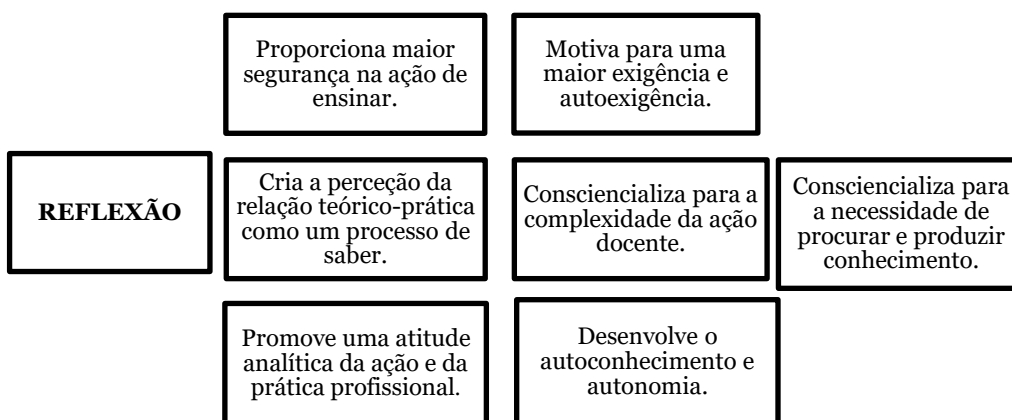 Proporciona maior
segurança na ação de
ensinar.
Motiva para uma
maior exigência e
autoexigência.
REFLEXÃO
Cria a perceção da
relação teórico-prática
como um processo de
saber.
Consciencializa para a
complexidade da ação
docente.
Consciencializa para
a necessidade de
procurar e produzir
conhecimento.
Promove uma atitude
analítica da ação e da
prática profissional.
Desenvolve o
autoconhecimento e
autonomia.